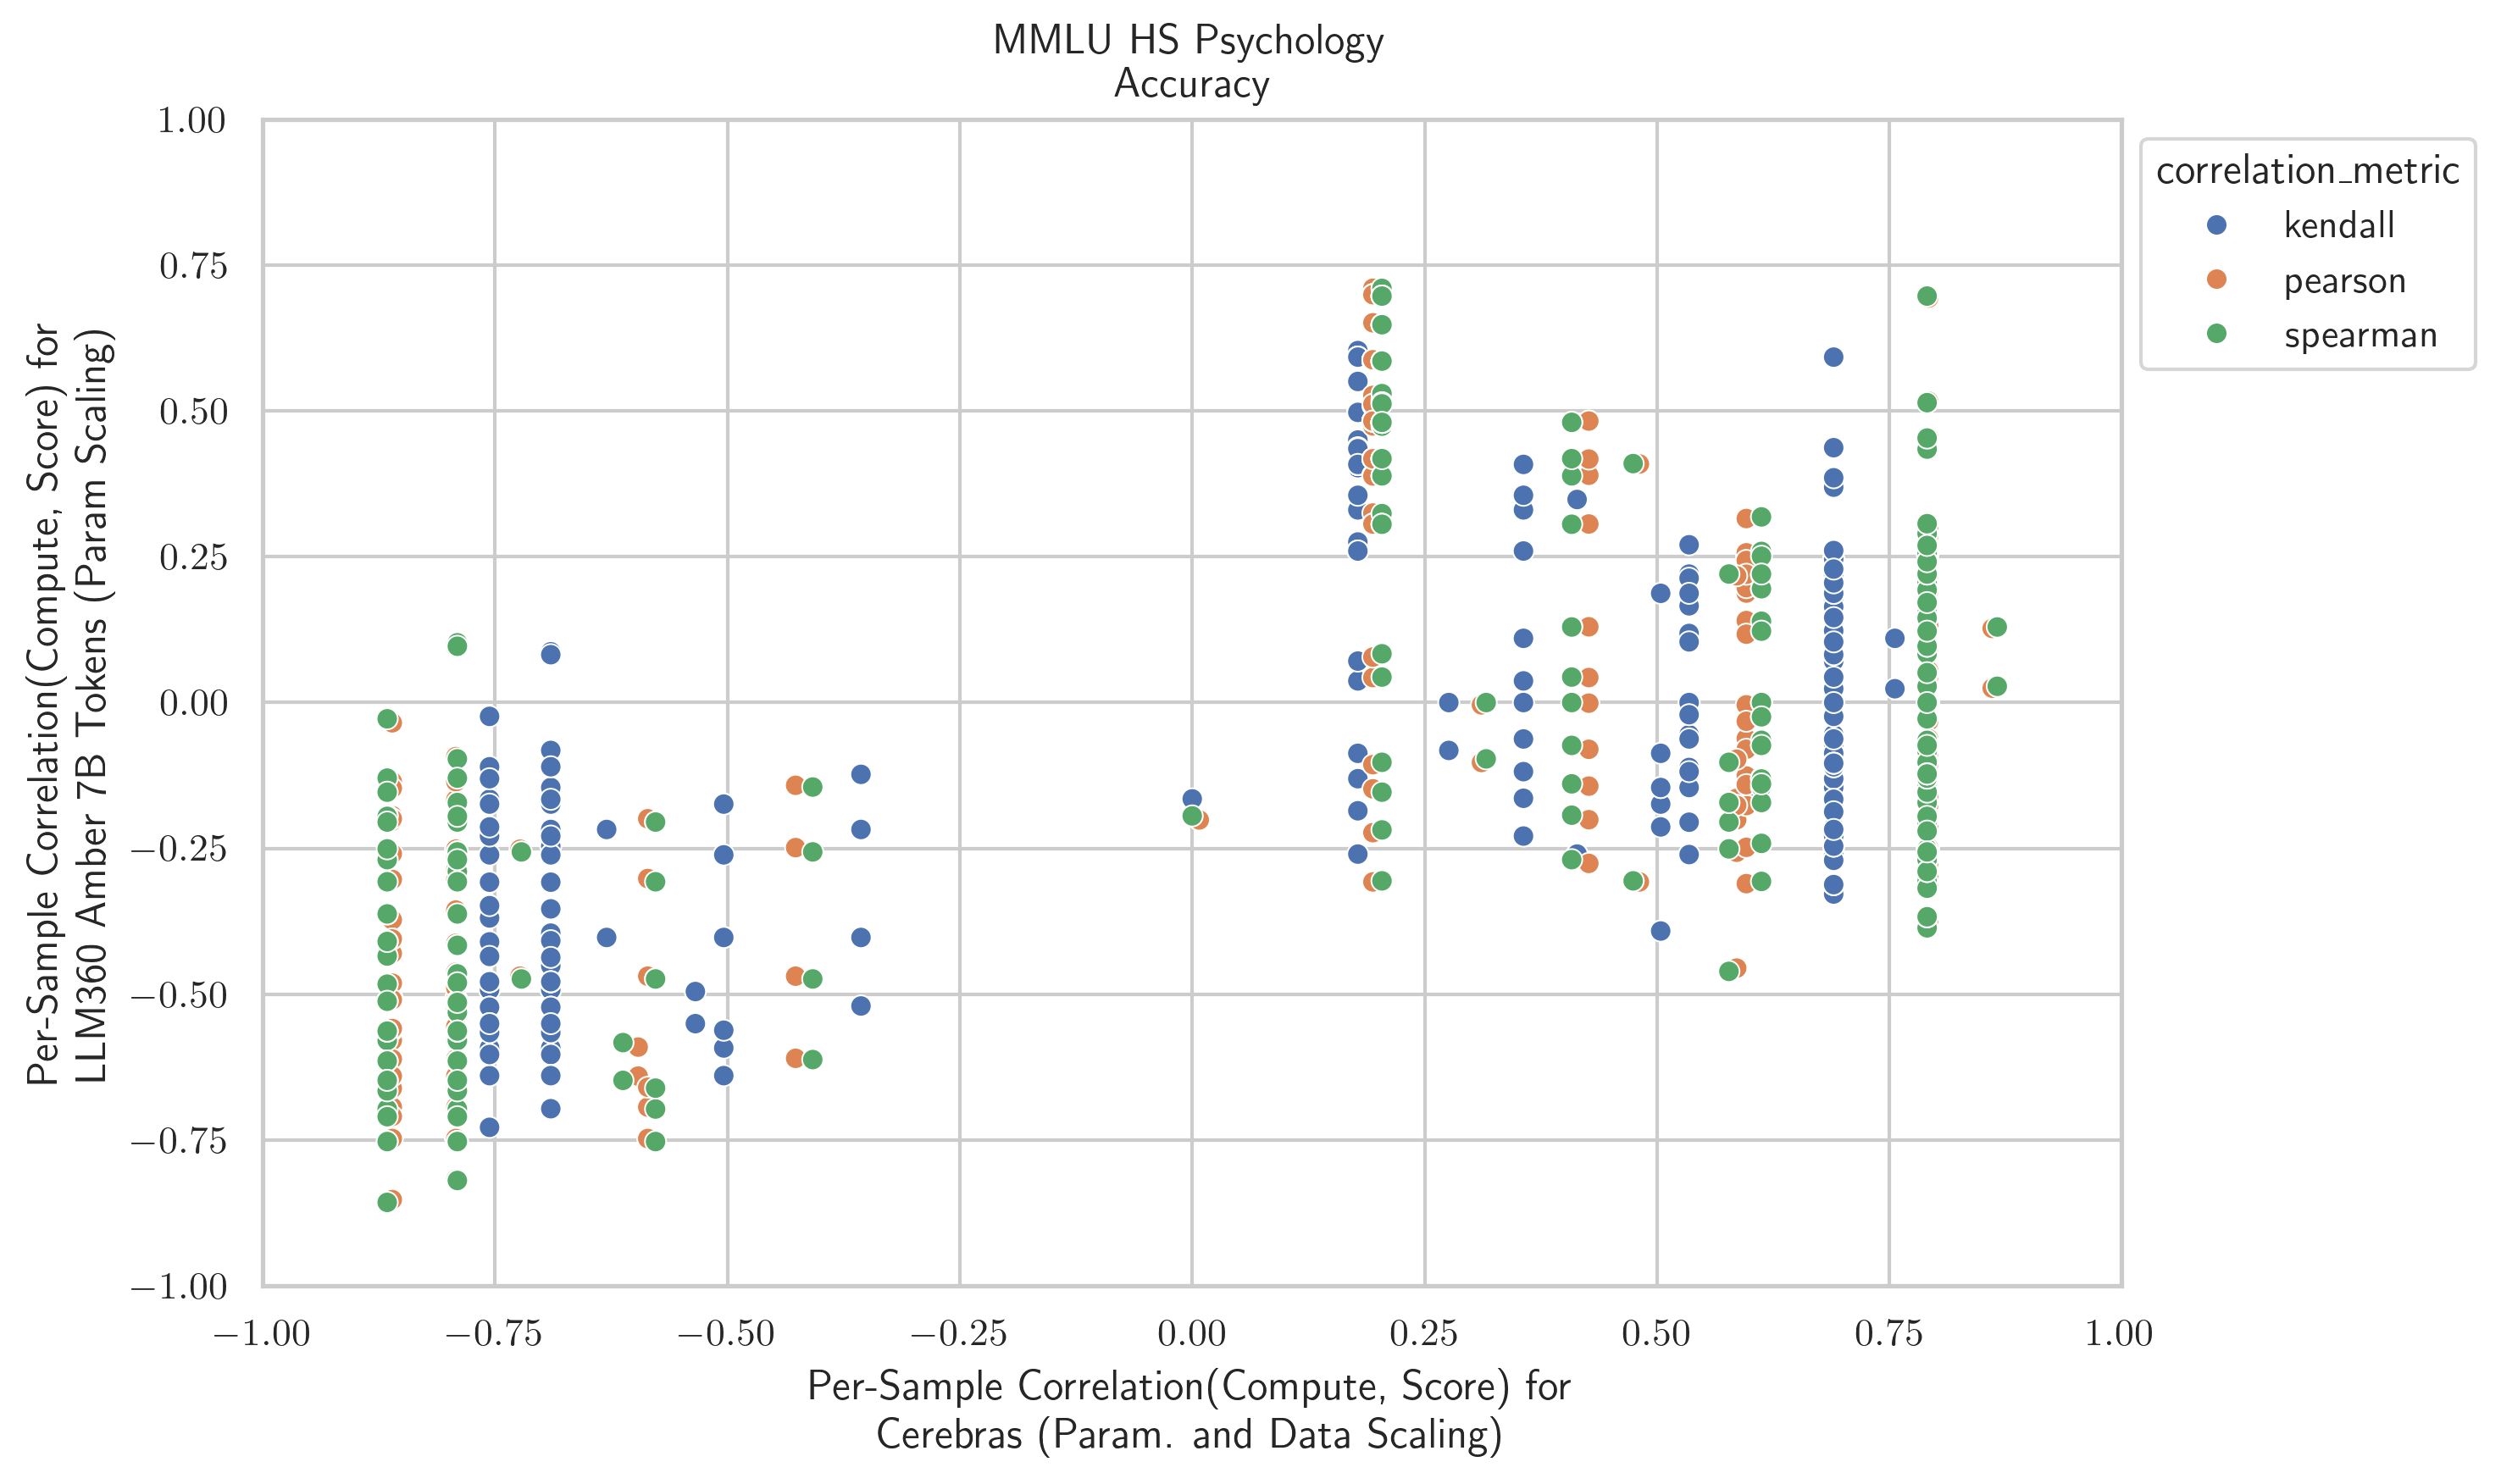 MMLU HS Psychology
Accuracy
Per-Sample Correlation(Compute, Score) for
LLM360 Amber 7B Tokens (Param Scaling)
1.00
0.75
0.50
0.25
0.00
−0.25
−0.50
−0.75
−1.00
−1.00 −0.75 −0.50 −0.25 0.00 0.25 0.50 0.75 1.00
Per-Sample Correlation(Compute, Score) for
Cerebras (Param. and Data Scaling)
correlation_metric
kendall
pearson
spearman